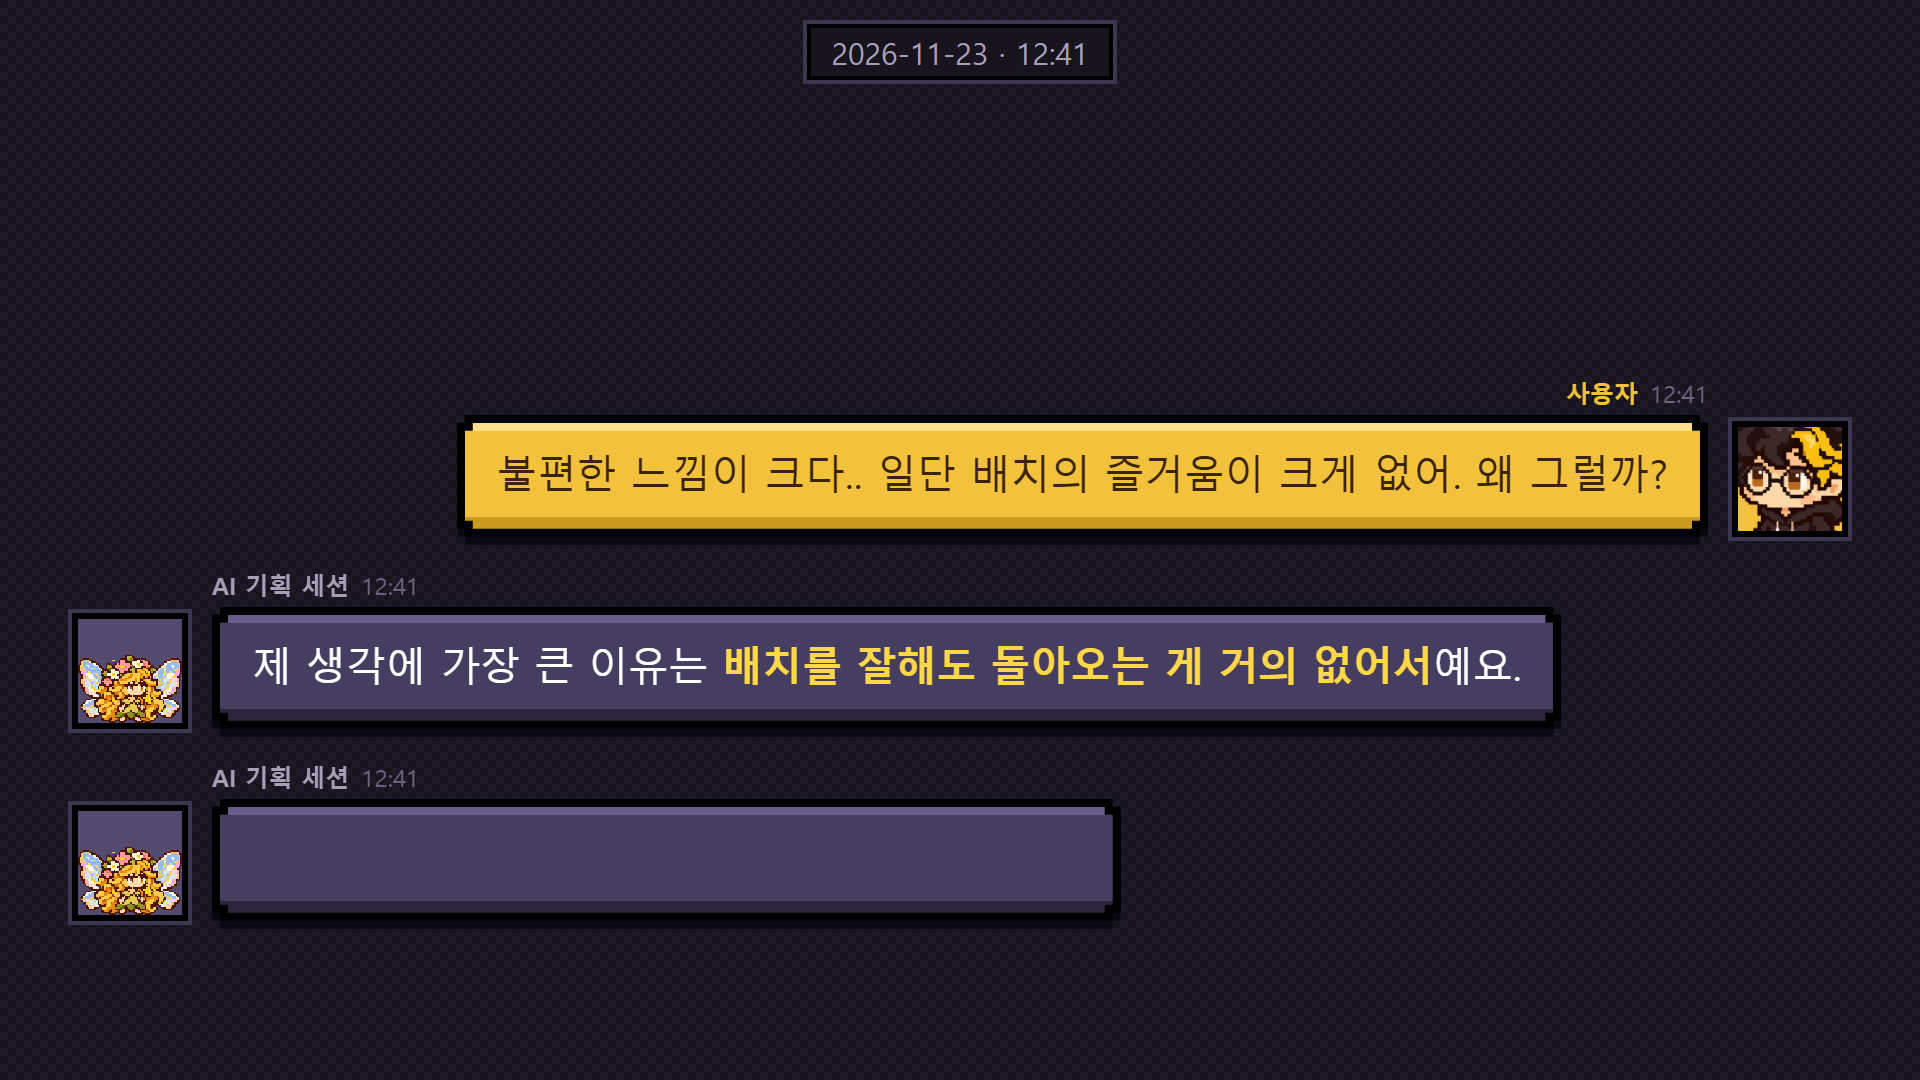 2026-11-23 · 12:41
사용자 12:41
불편한 느낌이 크다.. 일단 배치의 즐거움이 크게 없어. 왜 그럴까?
AI 기획 세션 12:41
제 생각에 가장 큰 이유는 배치를 잘해도 돌아오는 게 거의 없어서예요.
AI 기획 세션 12:41